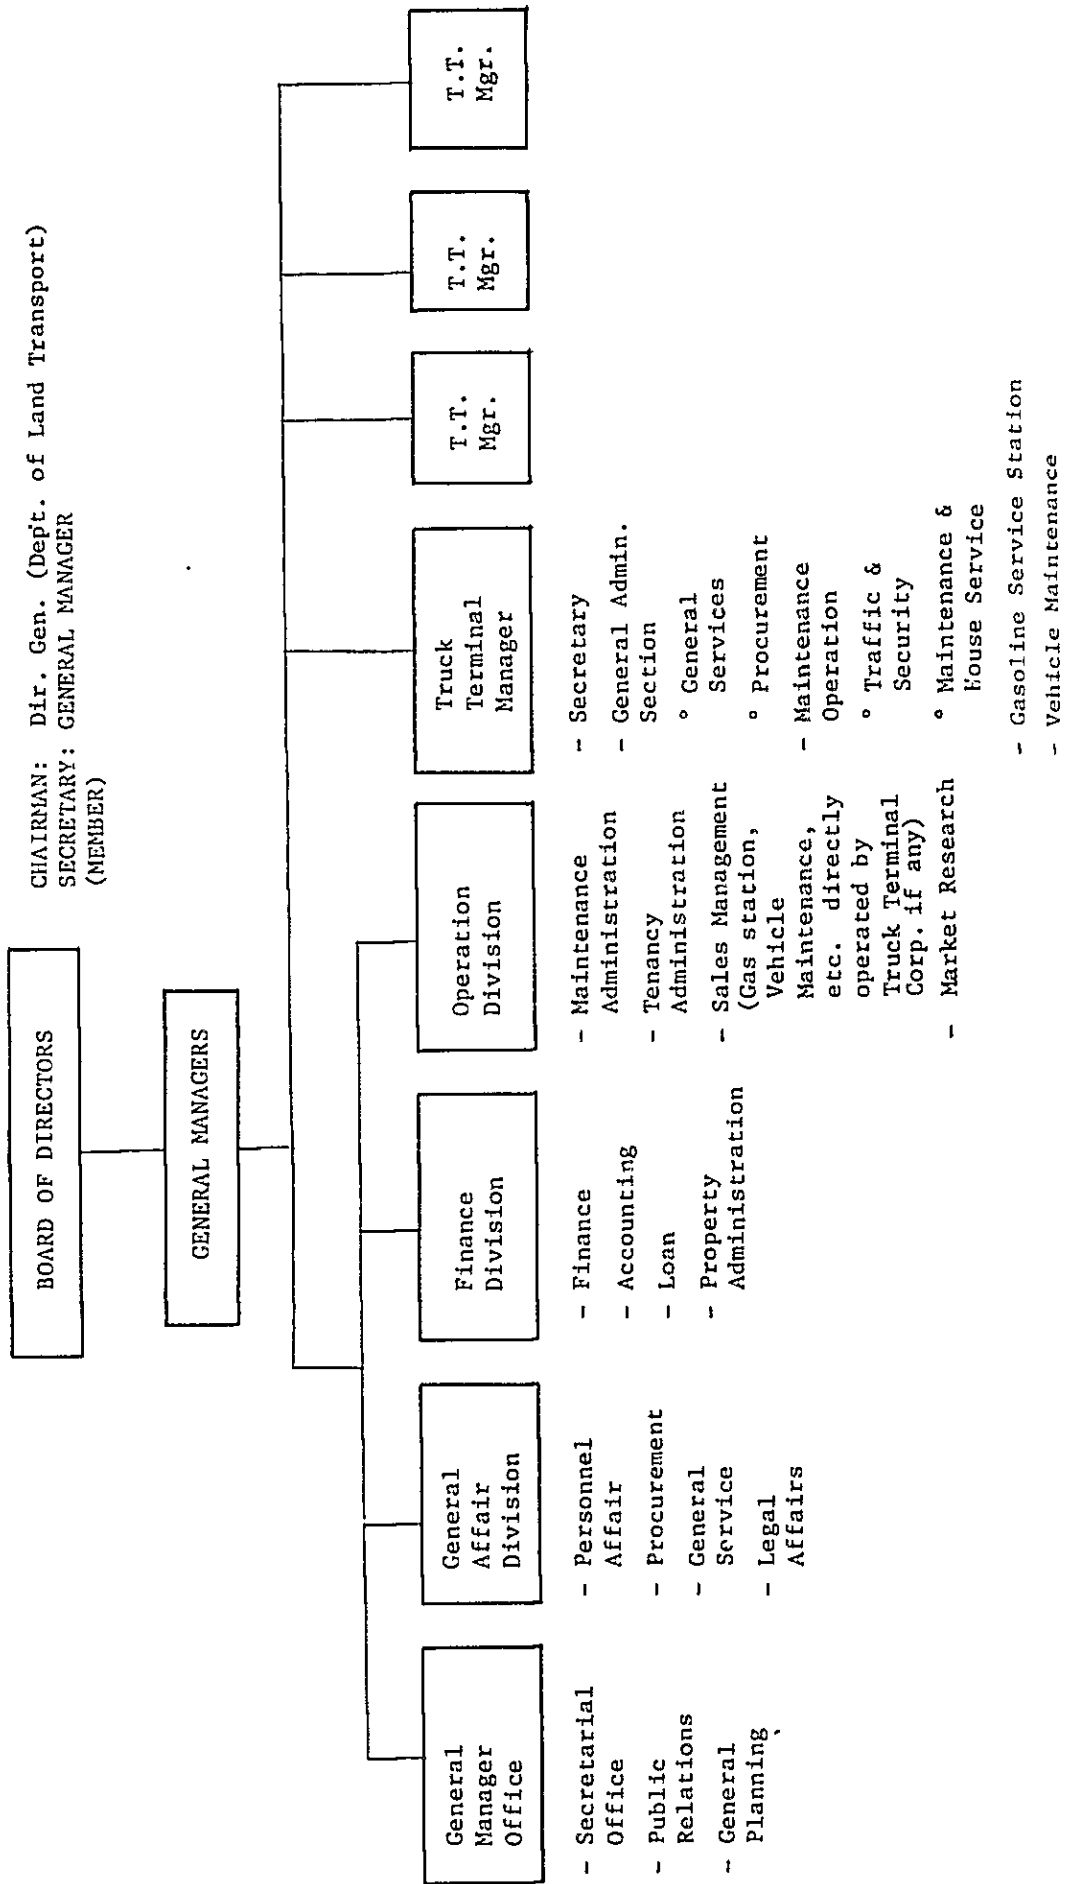 CHAIRMAN: Dir. Gen. (Dept. of Land Transport)
SECRETARY: GENERAL MANAGER
(MEMBER)
BOARD OF DIRECTORS
GENERAL MANAGERS
General
Manager
Office
- Secretarial
Office
- Public
Relations
- General
Planning
General
Affair
Division
- Personnel
Affair
- Procurement
- General
Service
- Legal
Affairs
Finance
Division
- Finance
- Accounting
- Loan
- Property
Administration
Operation
Division
- Maintenance
Administration
- Tenancy
Administration
- Sales Management
(Gas station,
Vehicle
Maintenance,
etc. directly
operated by
Truck Terminal
Corp. if any)
- Market Research
Truck
Terminal
Manager
- Secretary
- General Admin.
Section
° General
Services
° Procurement
- Maintenance
Operation
° Traffic &
Security
° Maintenance &
House Service
- Gasoline Service Station
- Vehicle Maintenance
T.T.
Mgr.
T.T.
Mgr.
T.T.
Mgr.